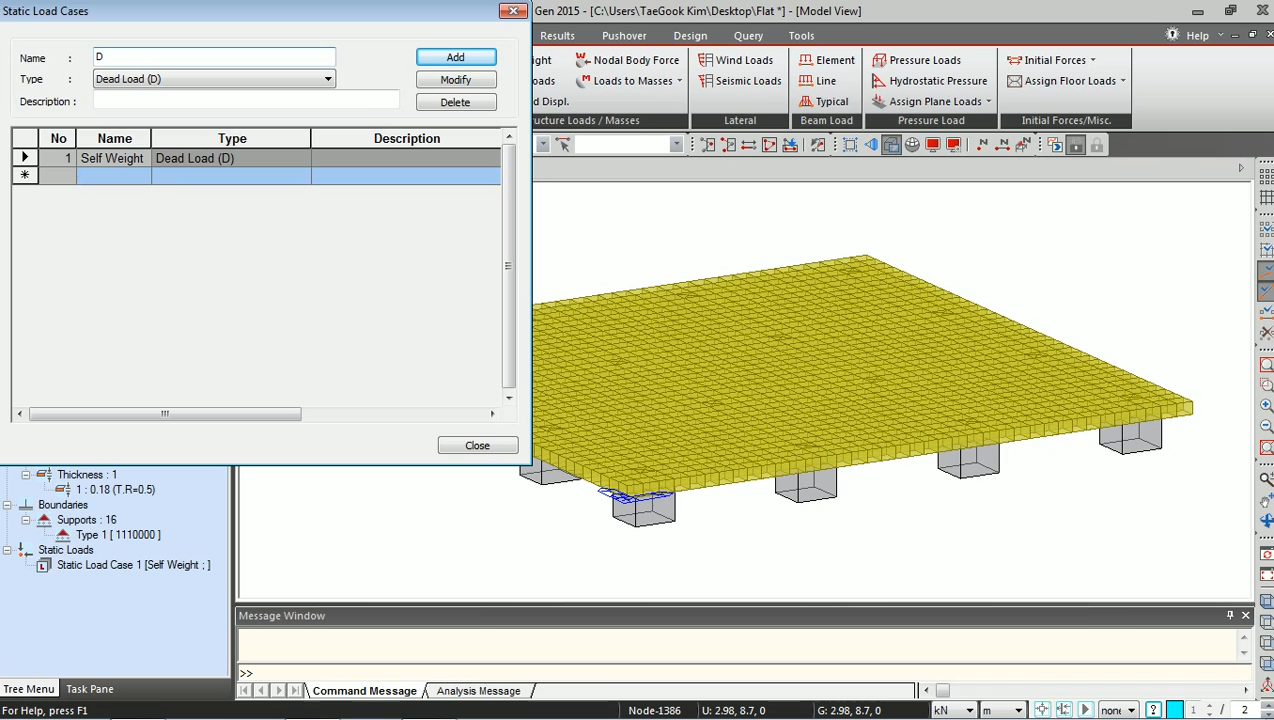 Static Load Cases
Gen 2015 - [C:\Users\TaeGook Kim\Desktop\Flat *] - [Model View]
Name :
D
Add
Type :
Dead Load (D)
Modify
Description :
Delete
No Name Type Description
1 Self Weight Dead Load (D)
Close
Results Pushover Design Query Tools Help
Nodal Body Force
Loads to Masses
Displ.
Loads / Masses
Wind Loads
Seismic Loads
Lateral
Element
Line
Typical
Beam Load
Pressure Loads
Hydrostatic Pressure
Assign Plane Loads
Pressure Load
Initial Forces
Assign Floor Loads
Initial Forces/Misc.
Thickness : 1
1 : 0.18 (T.R=0.5)
Boundaries
Supports : 16
Type 1 [ 1110000 ]
Static Loads
Static Load Case 1 [Self Weight ; ]
Message Window
>>
Tree Menu Task Pane
Command Message Analysis Message
For Help, press F1
Node-1386
U: 2.98, 8.7, 0
G: 2.98, 8.7, 0
kN
m
none
1 / 2